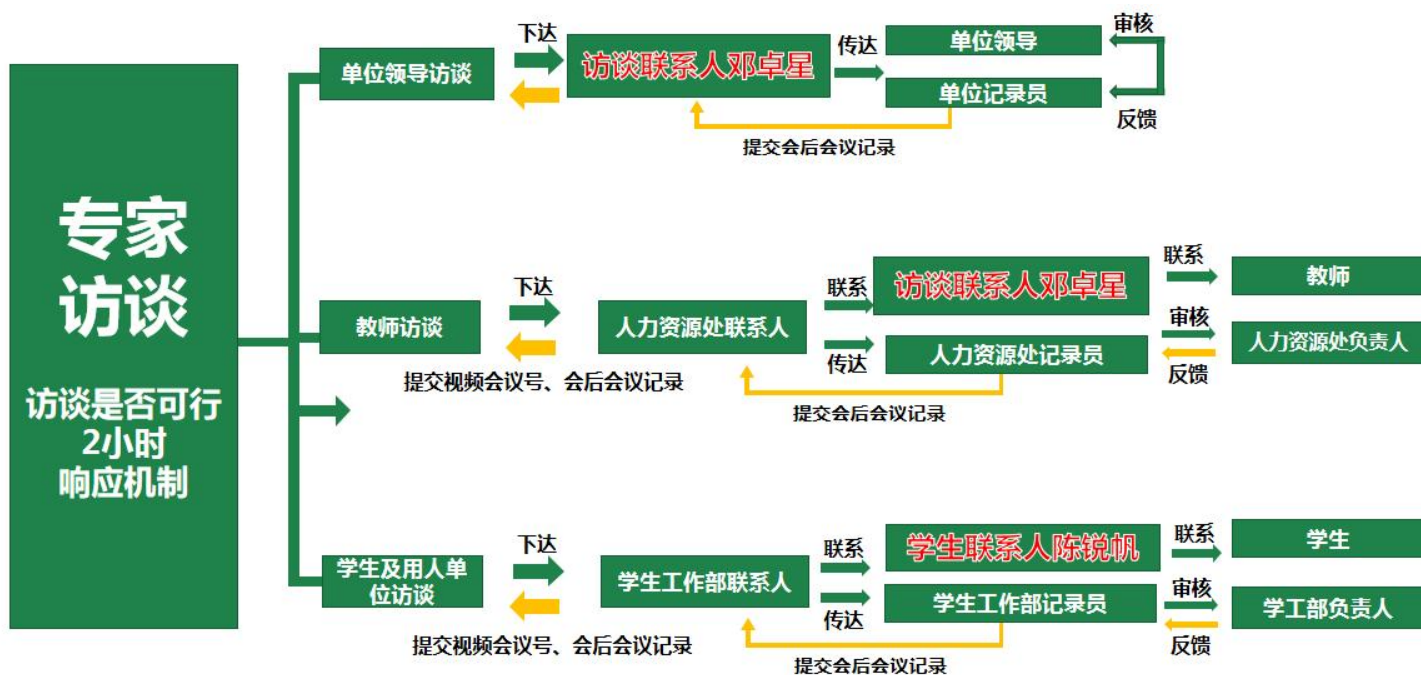 专家
访谈
访谈是否可行
2小时
响应机制
单位领导访谈
下达
访谈联系人邓卓星
传达
单位领导
单位记录员
审核
反馈
提交会后会议记录
教师访谈
下达
提交视频会议号、会后会议记录
人力资源处联系人
联系
传达
访谈联系人邓卓星
人力资源处记录员
提交会后会议记录
联系
教师
审核
反馈
人力资源处负责人
学生及用人单
位访谈
下达
提交视频会议号、会后会议记录
学生工作部联系人
联系
传达
学生联系人陈锐帆
学生工作部记录员
提交会后会议记录
联系
学生
审核
反馈
学工部负责人